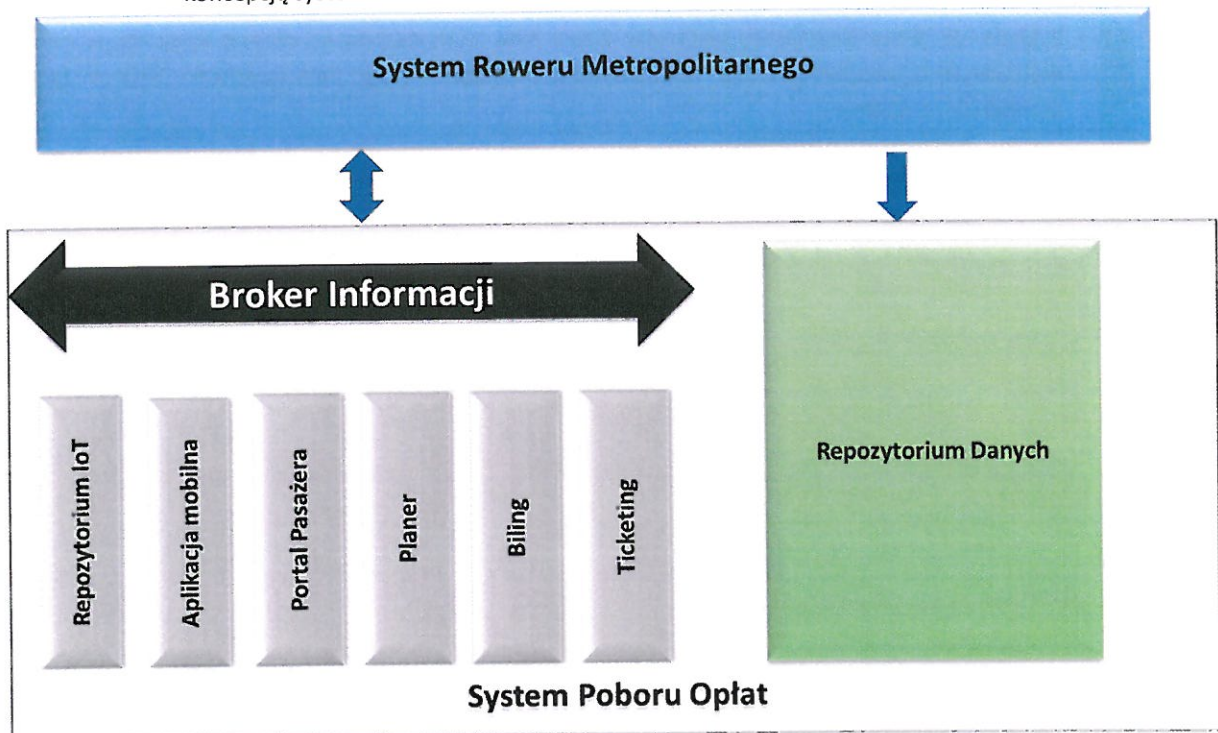 System Roweru Metropolitarnego
Broker Informacji
Repozytorium IoT
Aplikacja mobilna
Portal Pasażera
Planer
Biling
Ticketing
Repozytorium Danych
System Poboru Opłat